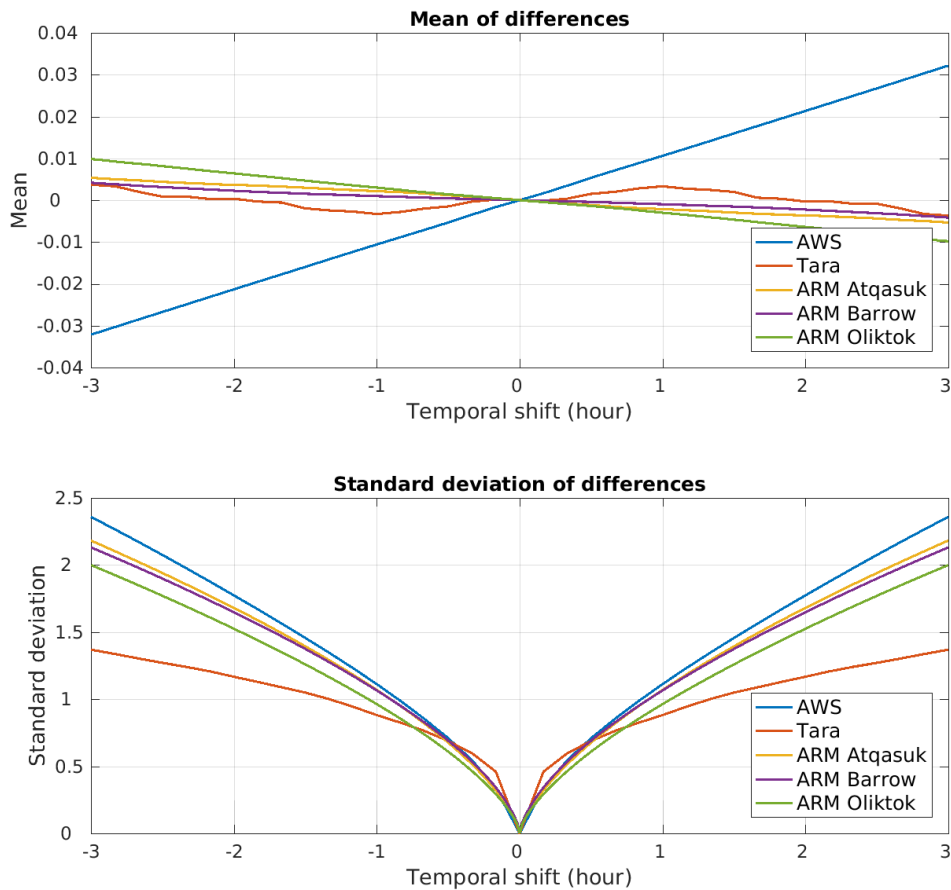 Mean of differences
0.04
0.03
0.02
0.01
0
-0.01
-0.02
-0.03
-0.04
Mean
-3 -2 -1 0 1 2 3
Temporal shift (hour)
AWS
Tara
ARM Atqasuk
ARM Barrow
ARM Oliktok
Standard deviation of differences
2.5
2
1.5
1
0.5
0
Standard deviation
-3 -2 -1 0 1 2 3
Temporal shift (hour)
AWS
Tara
ARM Atqasuk
ARM Barrow
ARM Oliktok